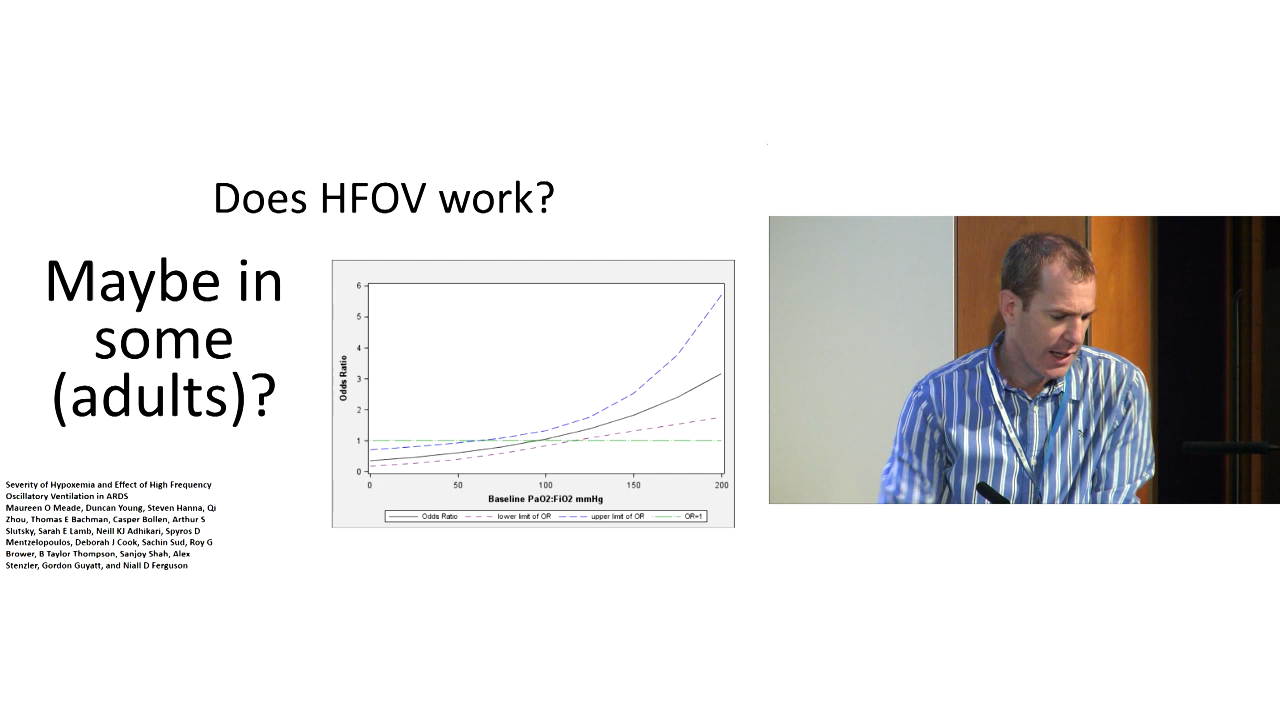 Does HFOV work?
Maybe in
some
(adults)?
Severity of Hypoxemia and Effect of High Frequency
Oscillatory Ventilation in ARDS
Maureen O Meade, Duncan Young, Steven Hanna, Qi
Zhou, Thomas E Bachman, Casper Bollen, Arthur S
Slutsky, Sarah E Lamb, Neill KJ Adhikari, Spyros D
Mentzelopoulos, Deborah J Cook, Sachin Sud, Roy G
Brower, B Taylor Thompson, Sanjoy Shah, Alex
Stenzler, Gordon Guyatt, and Niall D Ferguson
Odds Ratio
6
5
4
3
2
1
0
0 50 100 150 200
Baseline PaO2:FiO2 mmHg
Odds Ratio lower limit of OR upper limit of OR OR=1